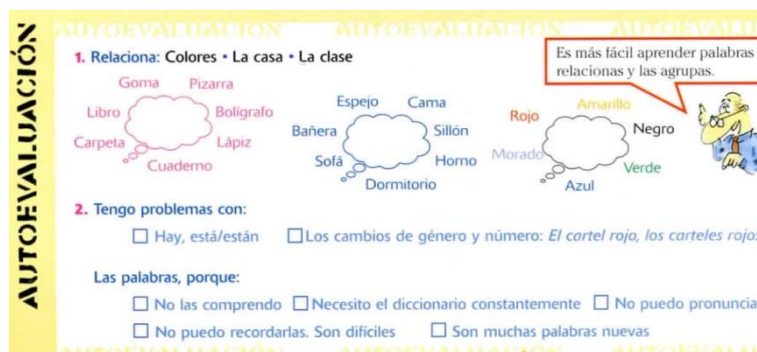 AUTOEVALUACIÓN
1. Relaciona: Colores • La casa • La clase
Es más fácil aprender palabras
relacionas y las agrupas.
Goma Pizarra
Libro Bolígrafo
Carpeta Lápiz
Cuaderno
Espejo Cama
Bañera Sillón
Sofá Horno
Dormitorio
Rojo Amarillo
Negro
Morado Verde
Azul
2. Tengo problemas con:
Hay, está/están Los cambios de género y número: El cartel rojo, los carteles rojos
Las palabras, porque:
No las comprendo Necesito el diccionario constantemente No puedo pronuncia
No puedo recordarlas. Son difíciles Son muchas palabras nuevas